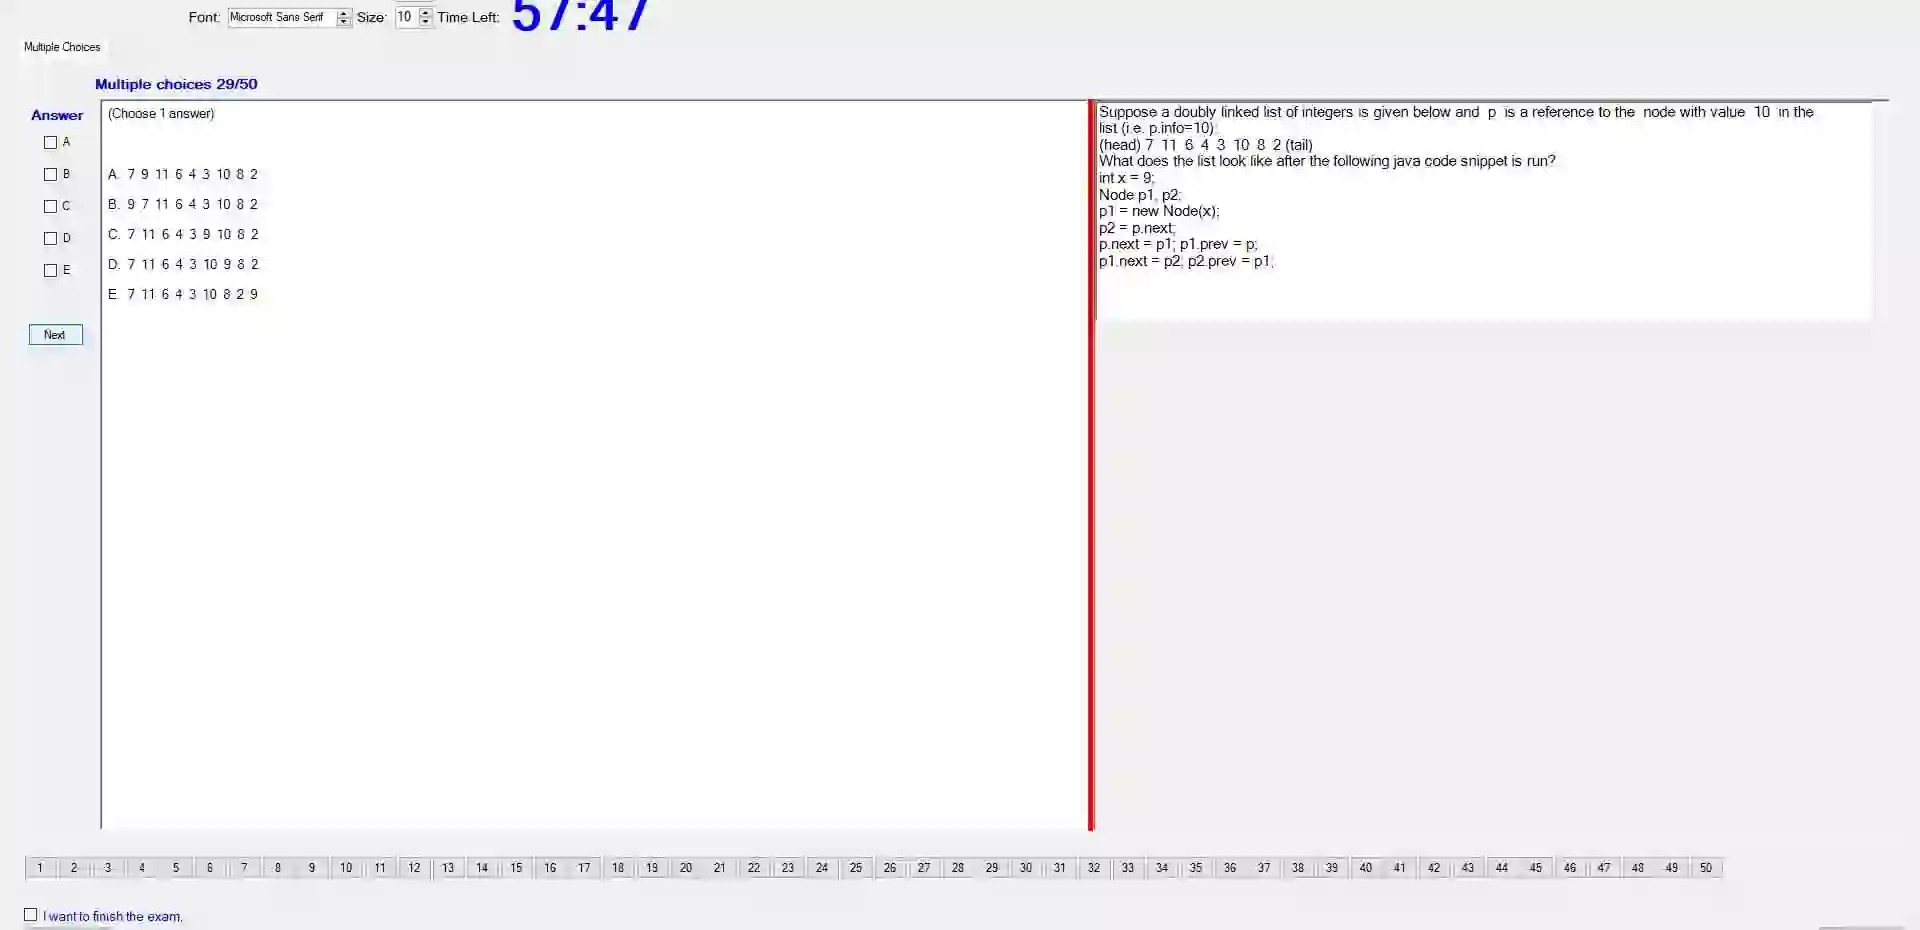 Font: Microsoft Sans Serif Size: 10 Time Left: 57:47
Multiple Choices
Multiple choices 29/50
Answer
A
B
C
D
E
Next
(Choose 1 answer)
A. 7 9 11 6 4 3 10 8 2
B. 9 7 11 6 4 3 10 8 2
C. 7 11 6 4 3 9 10 8 2
D. 7 11 6 4 3 10 9 8 2
E. 7 11 6 4 3 10 8 2 9
Suppose a doubly linked list of integers is given below and p is a reference to the node with value 10 in the
list (i.e. p.info=10):
(head) 7 11 6 4 3 10 8 2 (tail)
What does the list look like after the following java code snippet is run?
int x = 9;
Node p1, p2;
p1 = new Node(x);
p2 = p.next;
p.next = p1; p1.prev = p;
p1.next = p2; p2.prev = p1;
1 2 3 4 5 6 7 8 9 10 11 12 13 14 15 16 17 18 19 20 21 22 23 24 25 26 27 28 29 30 31 32 33 34 35 36 37 38 39 40 41 42 43 44 45 46 47 48 49 50
I want to finish the exam.